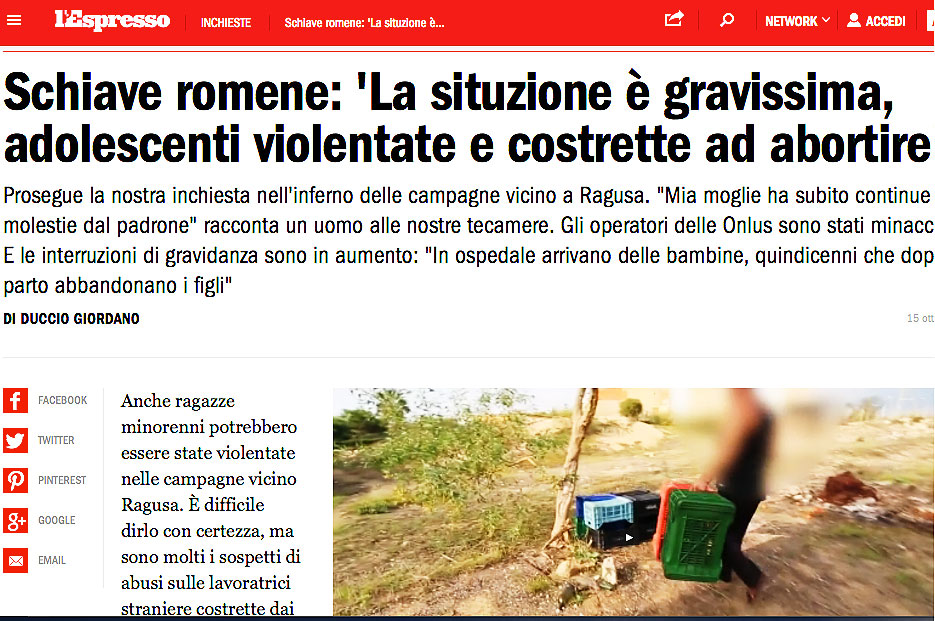 l'Espresso INCHIESTE Schiave romene: 'La situzione è... NETWORK ACCEDI
Schiave romene: 'La situzione è gravissima,
adolescenti violentate e costrette ad abortire
Prosegue la nostra inchiesta nell'inferno delle campagne vicino a Ragusa. "Mia moglie ha subito continue
molestie dal padrone" racconta un uomo alle nostre tecamere. Gli operatori delle Onlus sono stati minacc
E le interruzioni di gravidanza sono in aumento: "In ospedale arrivano delle bambine, quindicenni che dop
parto abbandonano i figli"
DI DUCCIO GIORDANO
15 ott
FACEBOOK
TWITTER
PINTEREST
GOOGLE
EMAIL
Anche ragazze
minorenni potrebbero
essere state violentate
nelle campagne vicino
Ragusa. È difficile
dirlo con certezza, ma
sono molti i sospetti di
abusi sulle lavoratrici
straniere costrette dai